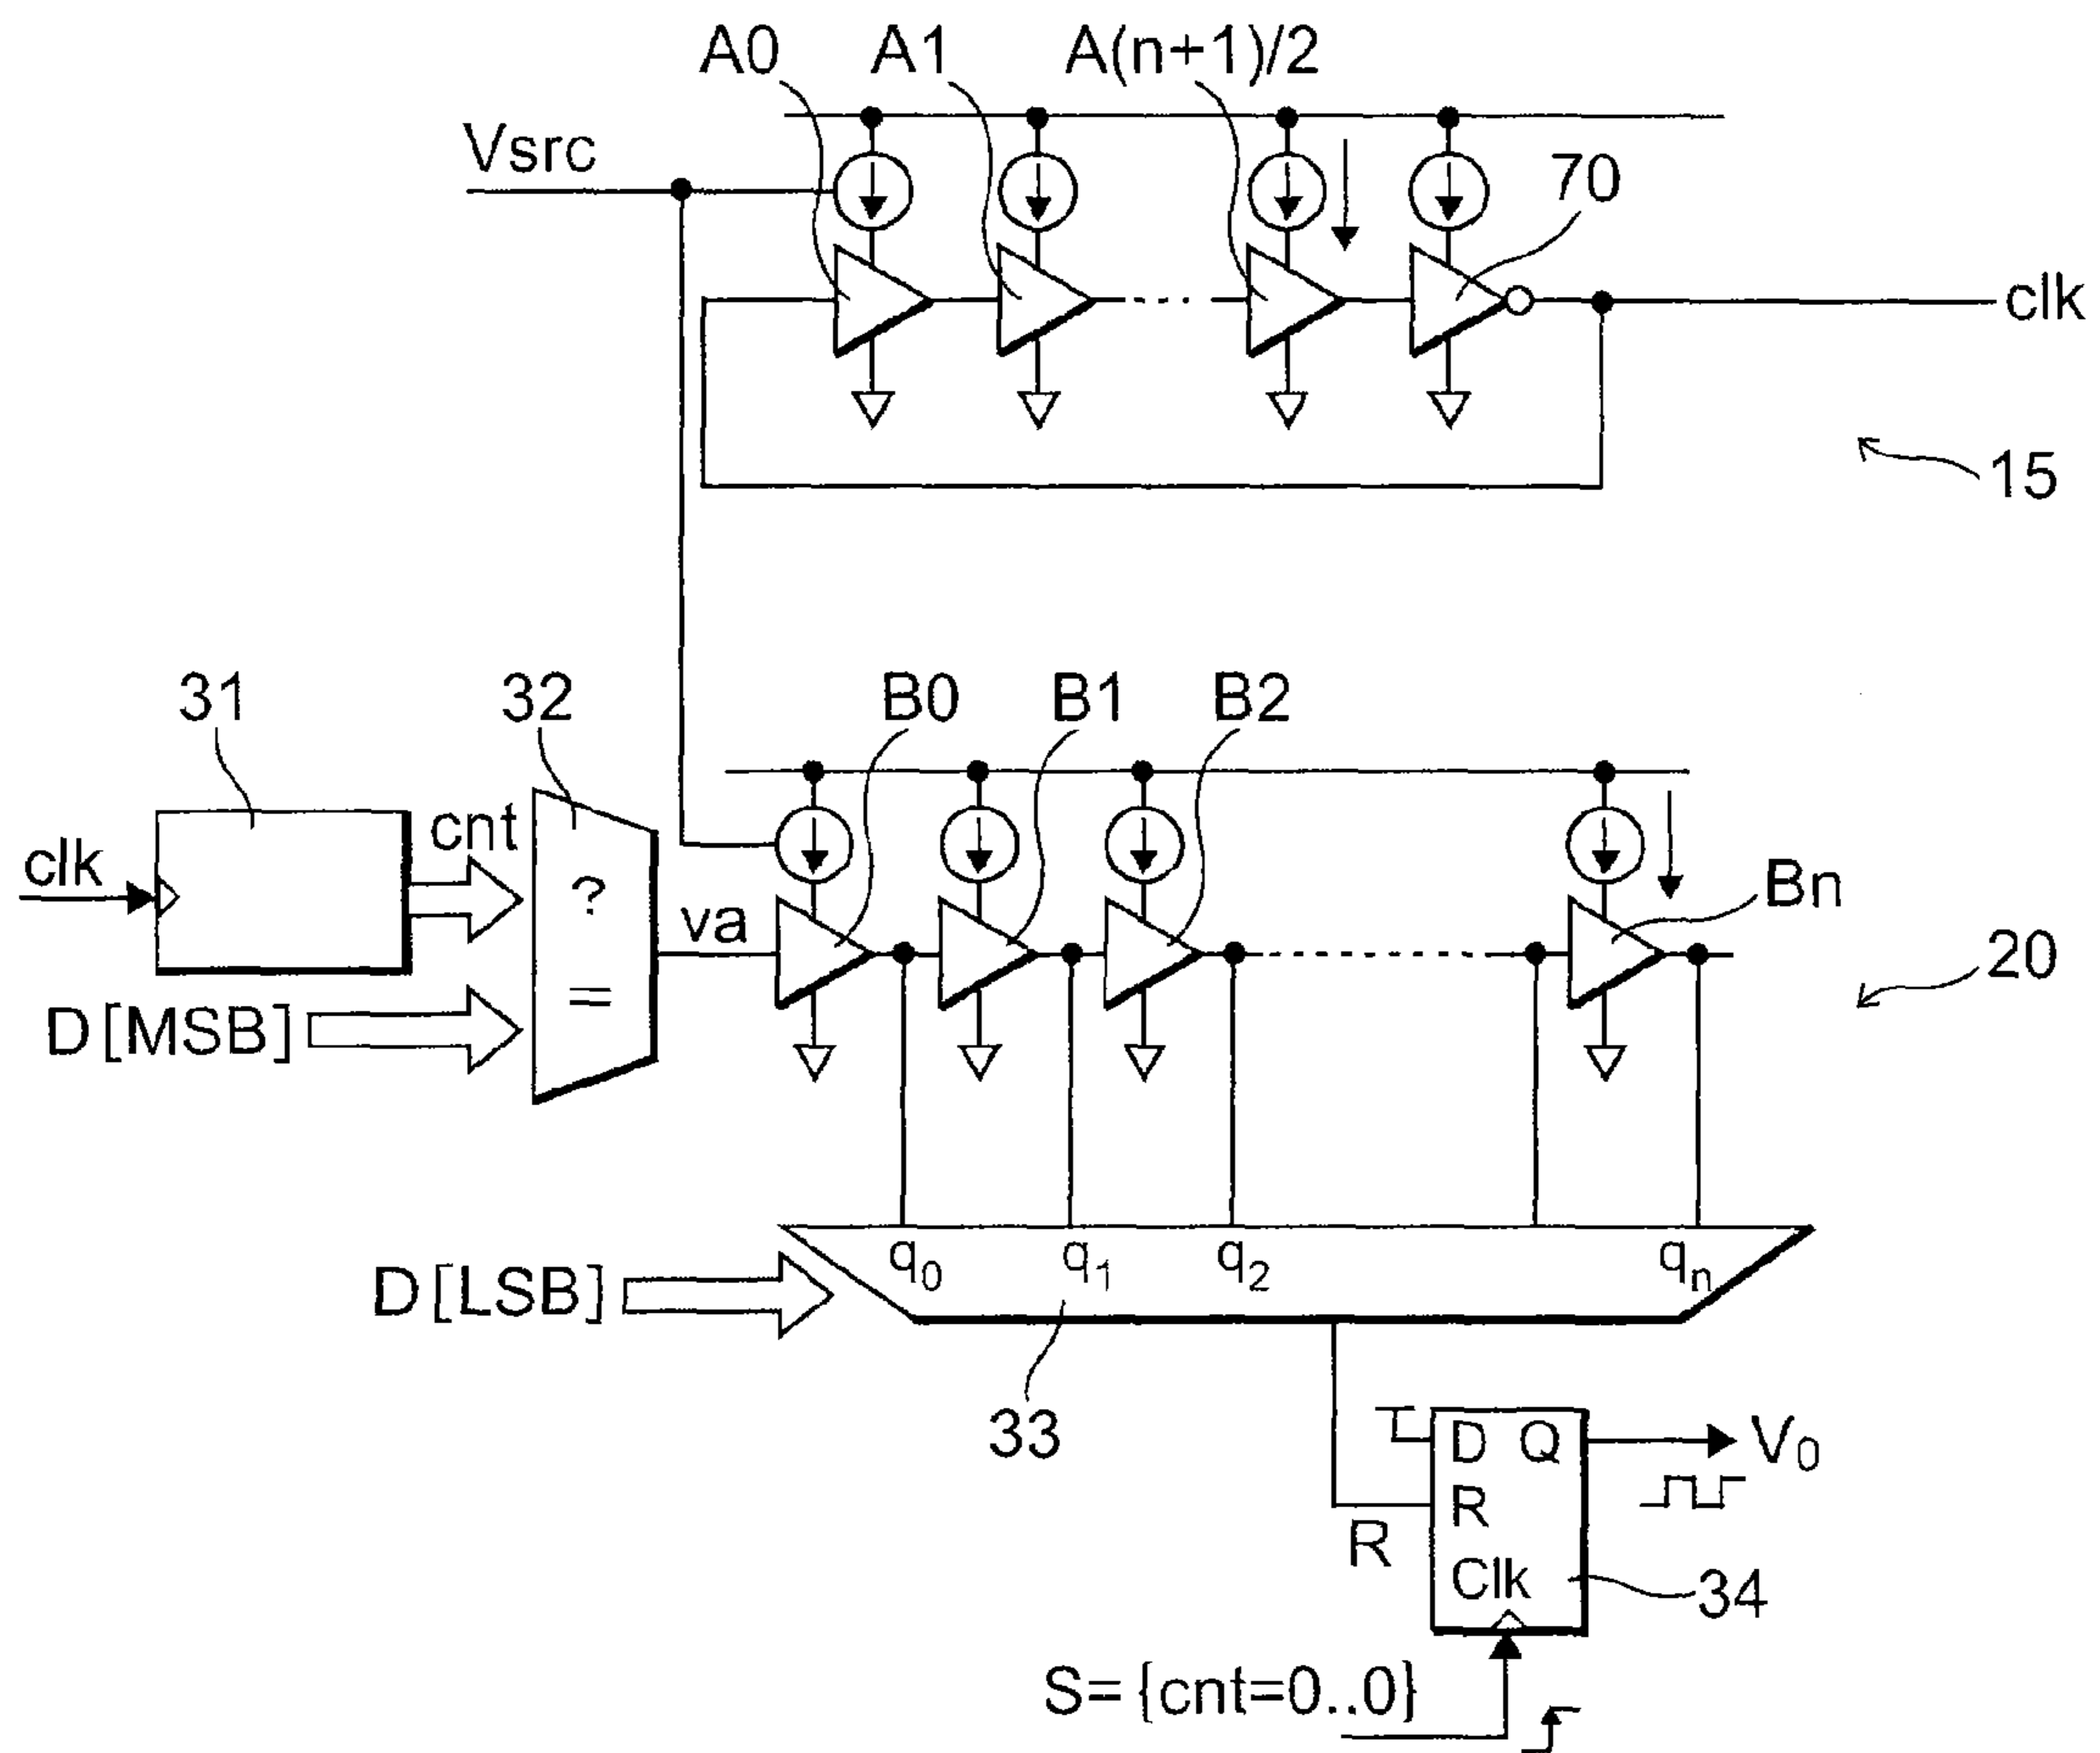 A0 A1 A(n+1)/2
Vsrc
70
clk
15
31 32 B0 B1 B2
clk cnt ? va Bn
=
D[MSB]
20
q0 q1 q2 qn
D[LSB]
33
D Q V0
R
R
Clk
34
S={cnt=0..0}